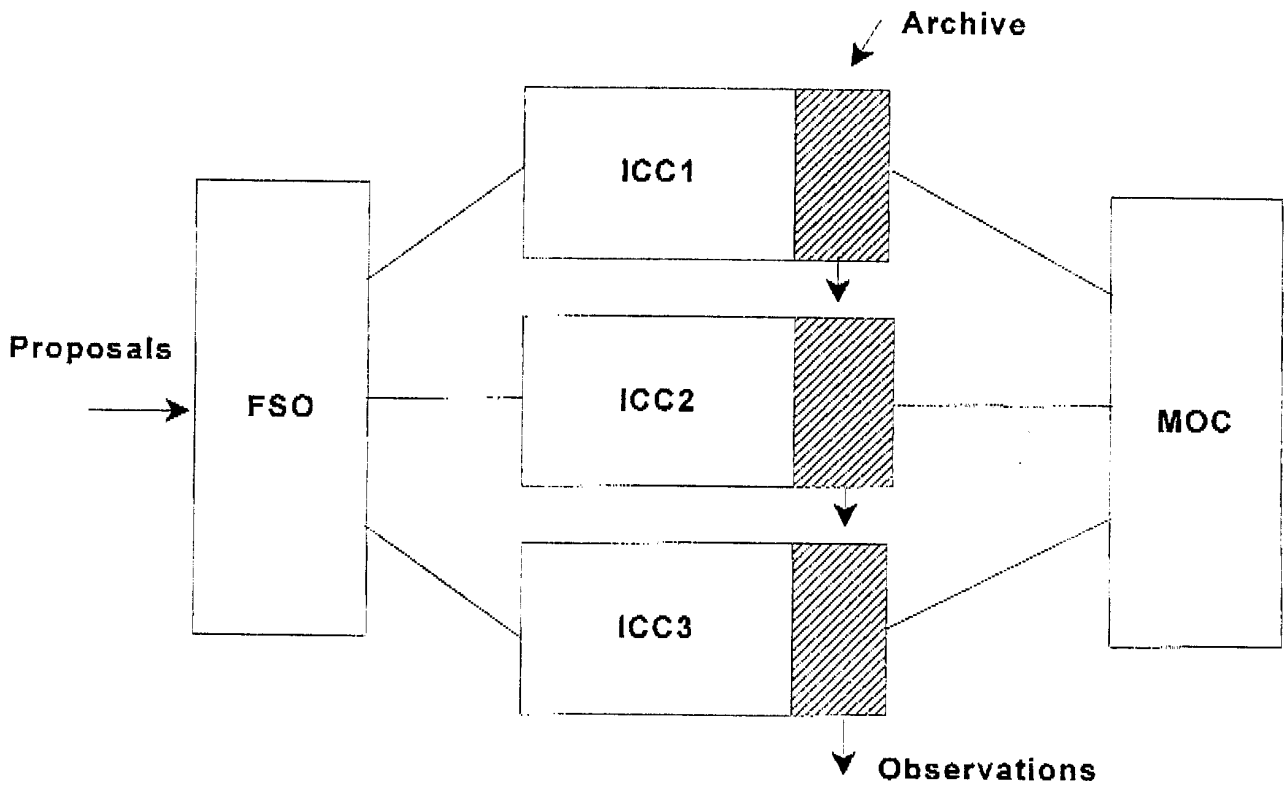 Archive
ICC1
Proposals
FSO
ICC2
MOC
ICC3
Observations